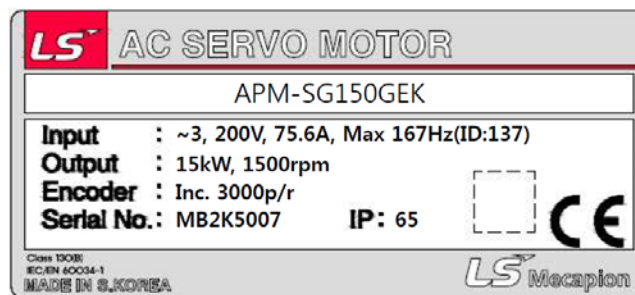 LS AC SERVO MOTOR
APM-SG150GEK
Input : ~3, 200V, 75.6A, Max 167Hz(ID:137)
Output : 15kW, 1500rpm
Encoder : Inc. 3000p/r
Serial No.: MB2K5007 IP: 65
CE
Class 130(B)
IEC/EN 60034-1
MADE IN S.KOREA
LS Mecapion